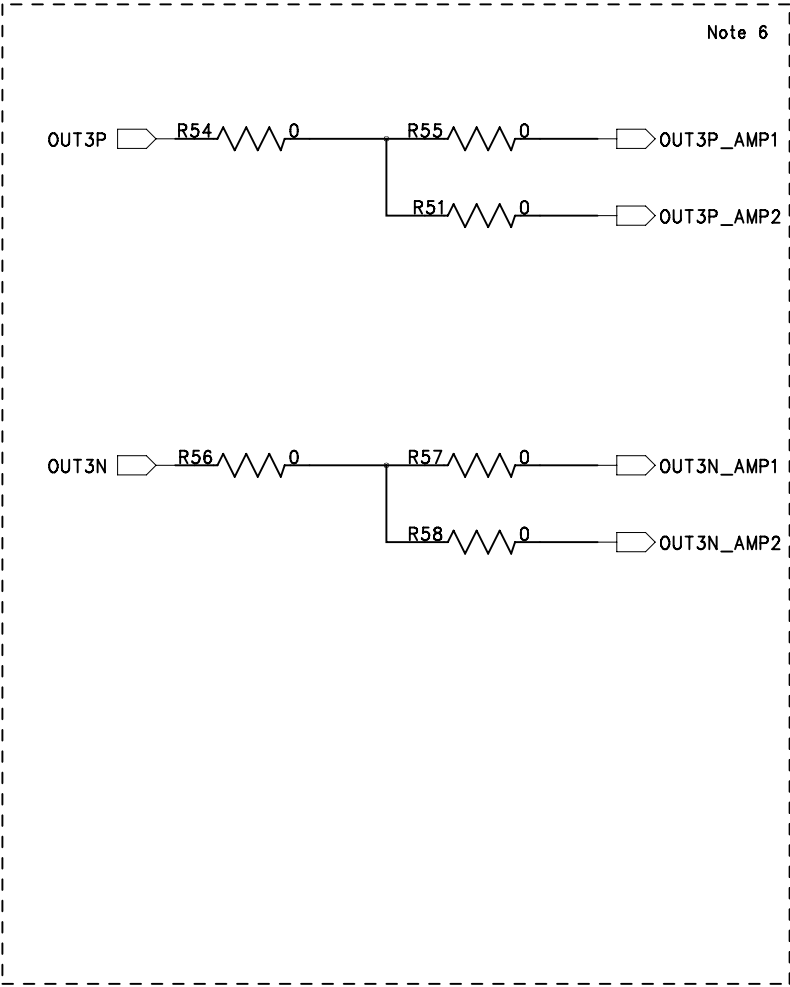 Note 6
OUT3P R54 0 R55 0 OUT3P_AMP1
R51 0 OUT3P_AMP2
OUT3N R56 0 R57 0 OUT3N_AMP1
R58 0 OUT3N_AMP2